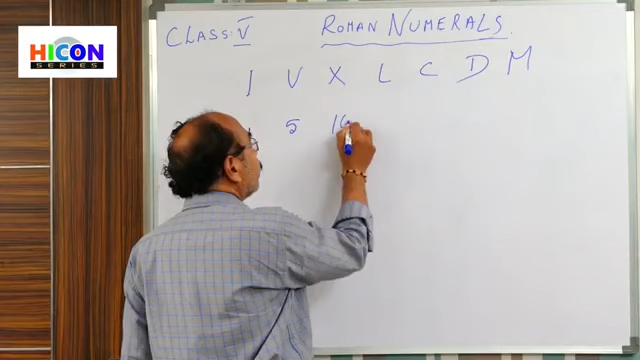 HICON
SERIES
CLASS: V
ROMAN NUMERALS.
I V X L C D M
5 10